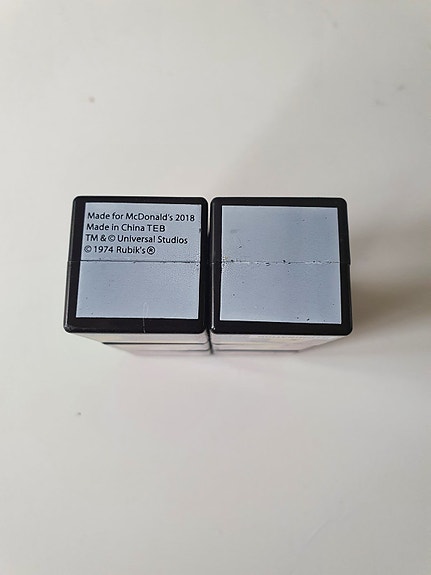 Made for McDonald's 2018
Made in China TEB
TM & © Universal Studios
© 1974 Rubik's ®